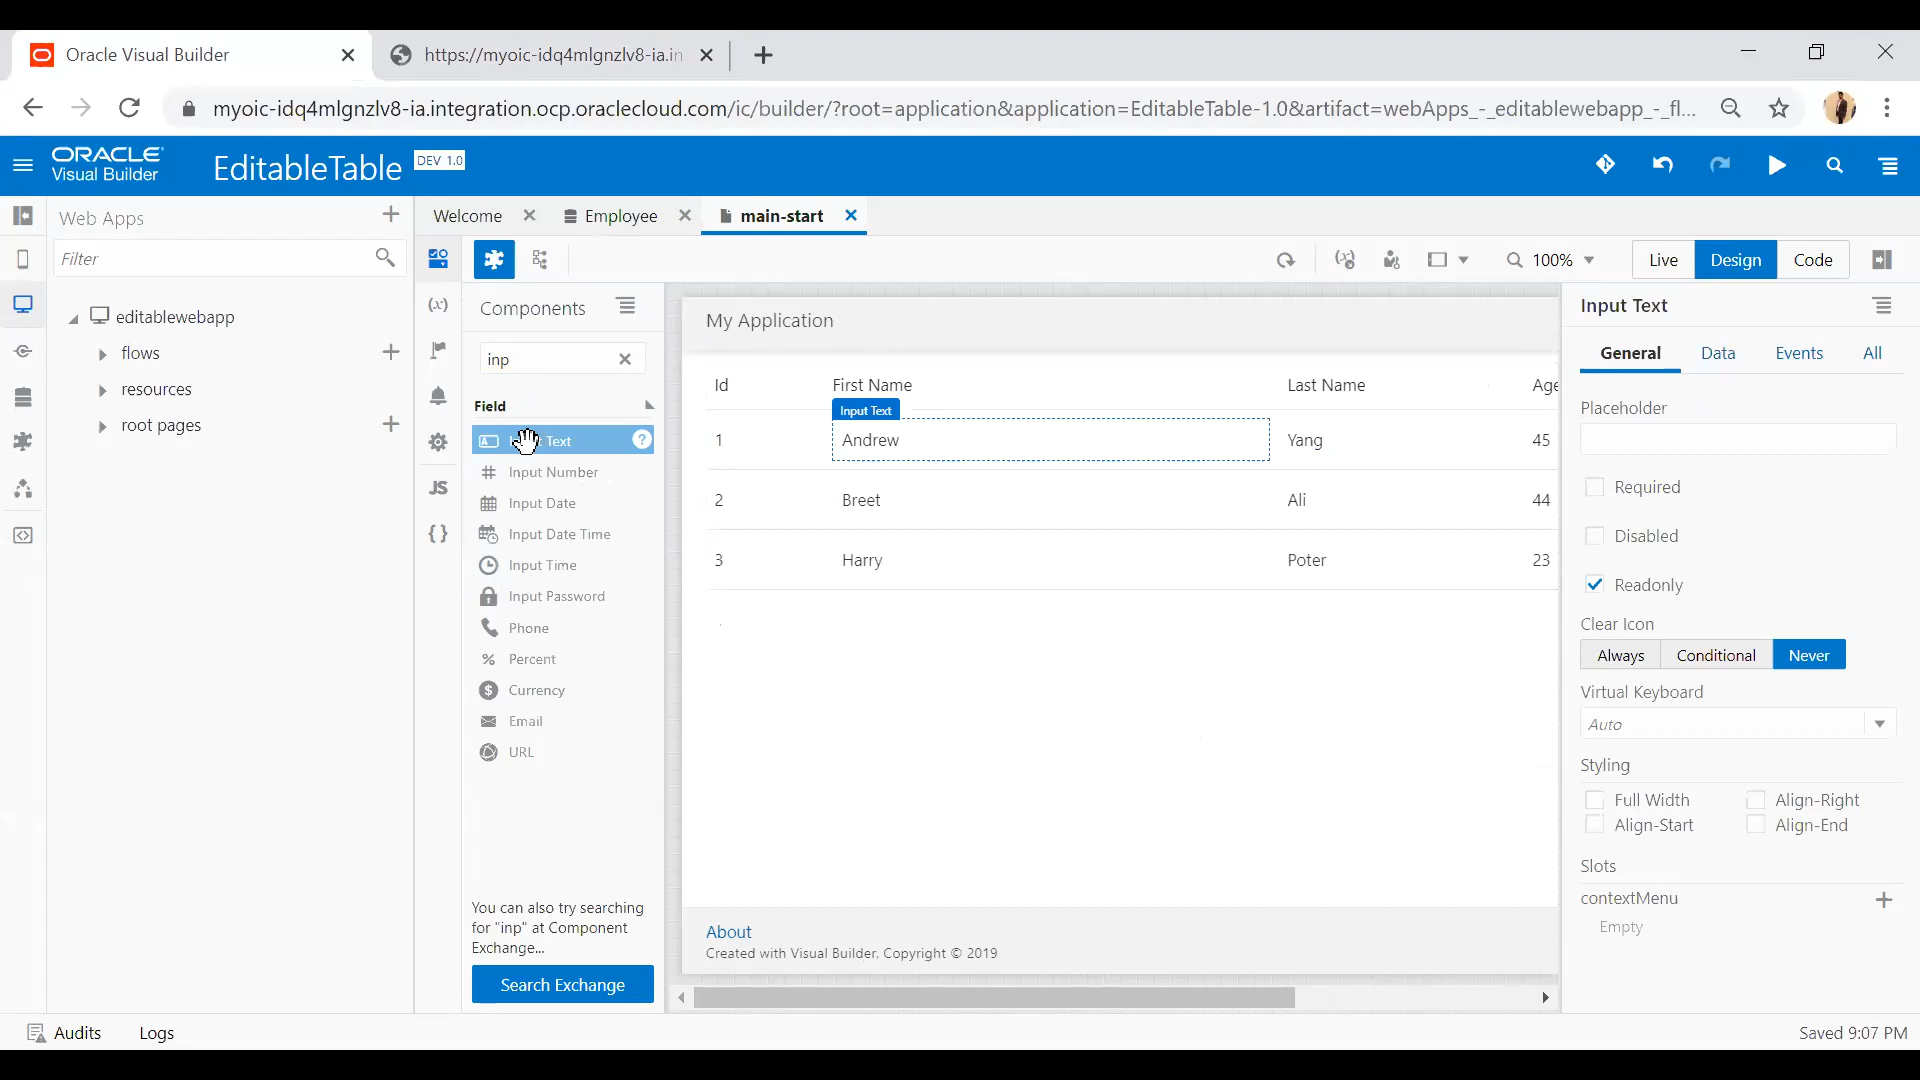 Oracle Visual Builder
https://myoic-idq4mlgnzlv8-ia.in
myoic-idq4mlgnzlv8-ia.integration.ocp.oraclecloud.com/ic/builder/?root=application&application=EditableTable-1.0&artifact=webApps_-_editablewebapp_-_fl...
ORACLE
Visual Builder
EditableTable
DEV 1.0
Web Apps
Welcome
Employee
main-start
Filter
100%
Live
Design
Code
editablewebapp
flows
resources
root pages
Components
inp
Field
Text
Input Number
Input Date
Input Date Time
Input Time
Input Password
Phone
Percent
Currency
Email
URL
You can also try searching
for "inp" at Component
Exchange...
Search Exchange
My Application
Id First Name Last Name Age
Input Text
1 Andrew Yang 45
2 Breet Ali 44
3 Harry Poter 23
About
Created with Visual Builder, Copyright © 2019
Input Text
General Data Events All
Placeholder
Required
Disabled
Readonly
Clear Icon
Always Conditional Never
Virtual Keyboard
Auto
Styling
Full Width Align-Right
Align-Start Align-End
Slots
contextMenu
Empty
Audits
Logs
Saved 9:07 PM